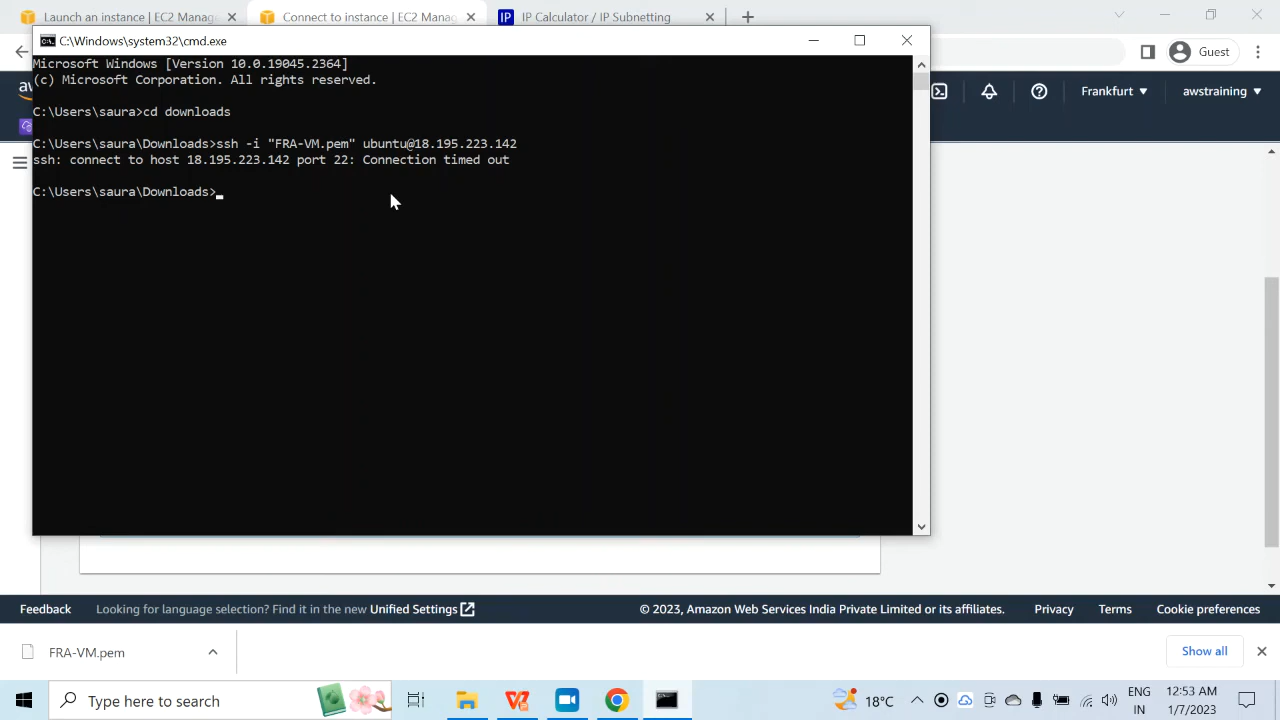 Launch an instance | EC2 Manag
Connect to instance | EC2 Manag
IP Calculator / IP Subnetting
C:\Windows\system32\cmd.exe
Guest
Microsoft Windows [Version 10.0.19045.2364]
(c) Microsoft Corporation. All rights reserved.
Frankfurt
awstraining
C:\Users\saura>cd downloads
C:\Users\saura\Downloads>ssh -i "FRA-VM.pem" ubuntu@18.195.223.142
ssh: connect to host 18.195.223.142 port 22: Connection timed out
C:\Users\saura\Downloads>
Feedback
Looking for language selection? Find it in the new Unified Settings
© 2023, Amazon Web Services India Private Limited or its affiliates.
Privacy
Terms
Cookie preferences
FRA-VM.pem
Show all
Type here to search
18°C
ENG
IN
12:53 AM
1/7/2023